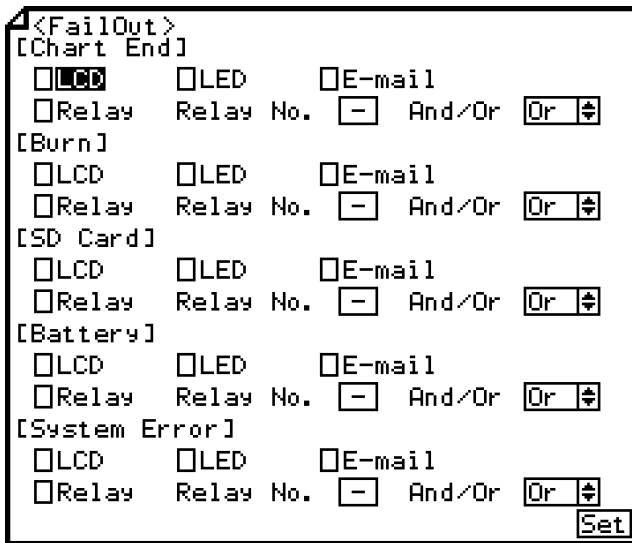 <FailOut>
[Chart End]
LCD LED E-mail
Relay Relay No. - And/Or Or
[Burn]
LCD LED E-mail
Relay Relay No. - And/Or Or
[SD Card]
LCD LED E-mail
Relay Relay No. - And/Or Or
[Battery]
LCD LED E-mail
Relay Relay No. - And/Or Or
[System Error]
LCD LED E-mail
Relay Relay No. - And/Or Or
Set